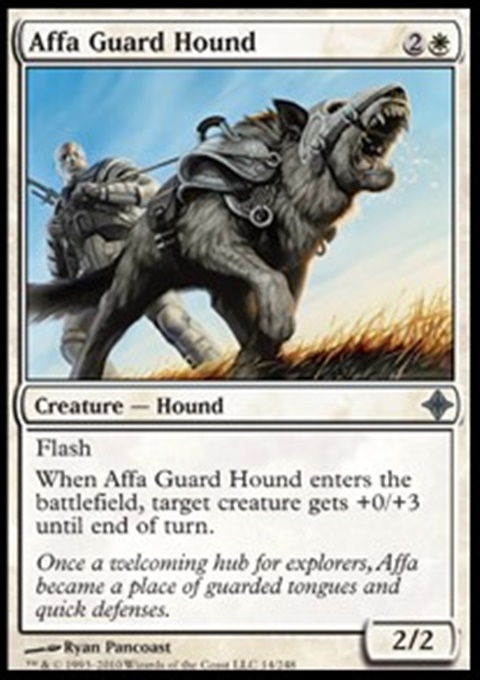 Affa Guard Hound 2
Creature — Hound
Flash
When Affa Guard Hound enters the
battlefield, target creature gets +0/+3
until end of turn.
Once a welcoming hub for explorers, Affa
became a place of guarded tongues and
quick defenses.
Ryan Pancoast
2/2
™ & © 1993–2010 Wizards of the Coast LLC 14/248